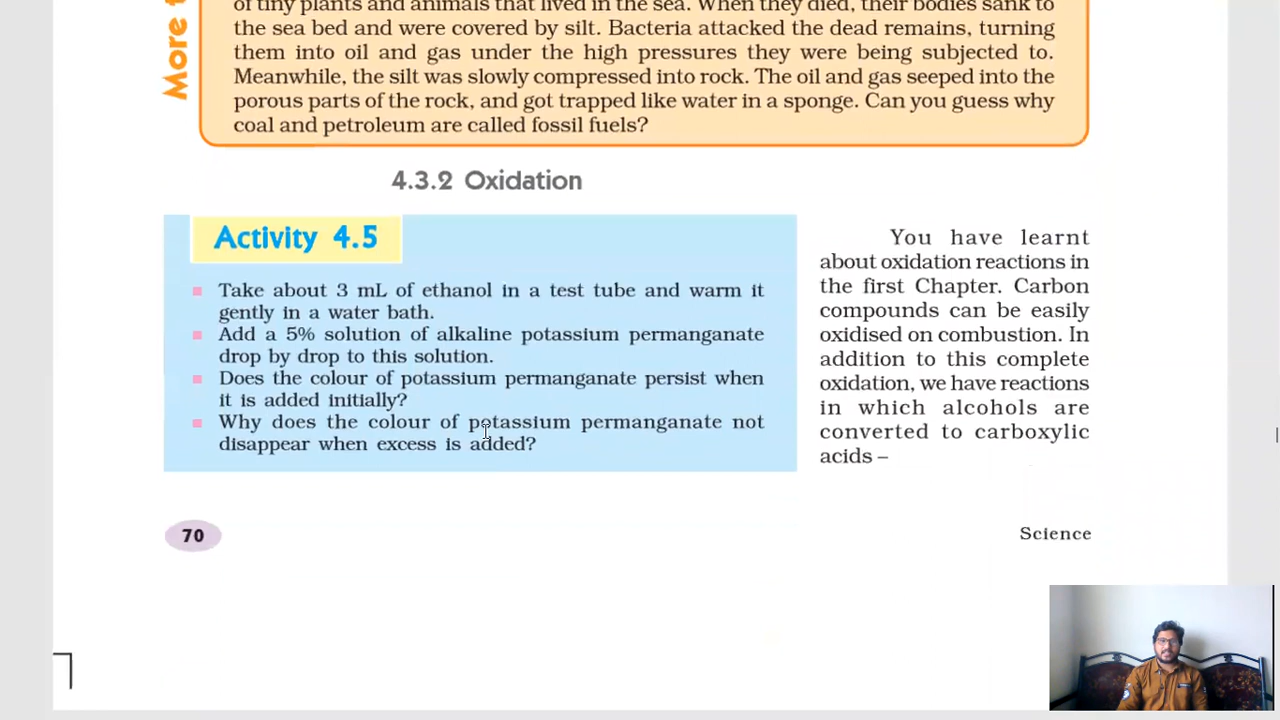 of tiny plants and animals that lived in the sea. When they died, their bodies sank to
the sea bed and were covered by silt. Bacteria attacked the dead remains, turning
them into oil and gas under the high pressures they were being subjected to.
Meanwhile, the silt was slowly compressed into rock. The oil and gas seeped into the
porous parts of the rock, and got trapped like water in a sponge. Can you guess why
coal and petroleum are called fossil fuels?
More
4.3.2 Oxidation
Activity 4.5
Take about 3 mL of ethanol in a test tube and warm it
gently in a water bath.
Add a 5% solution of alkaline potassium permanganate
drop by drop to this solution.
Does the colour of potassium permanganate persist when
it is added initially?
Why does the colour of potassium permanganate not
disappear when excess is added?
You have learnt
about oxidation reactions in
the first Chapter. Carbon
compounds can be easily
oxidised on combustion. In
addition to this complete
oxidation, we have reactions
in which alcohols are
converted to carboxylic
acids –
70
Science